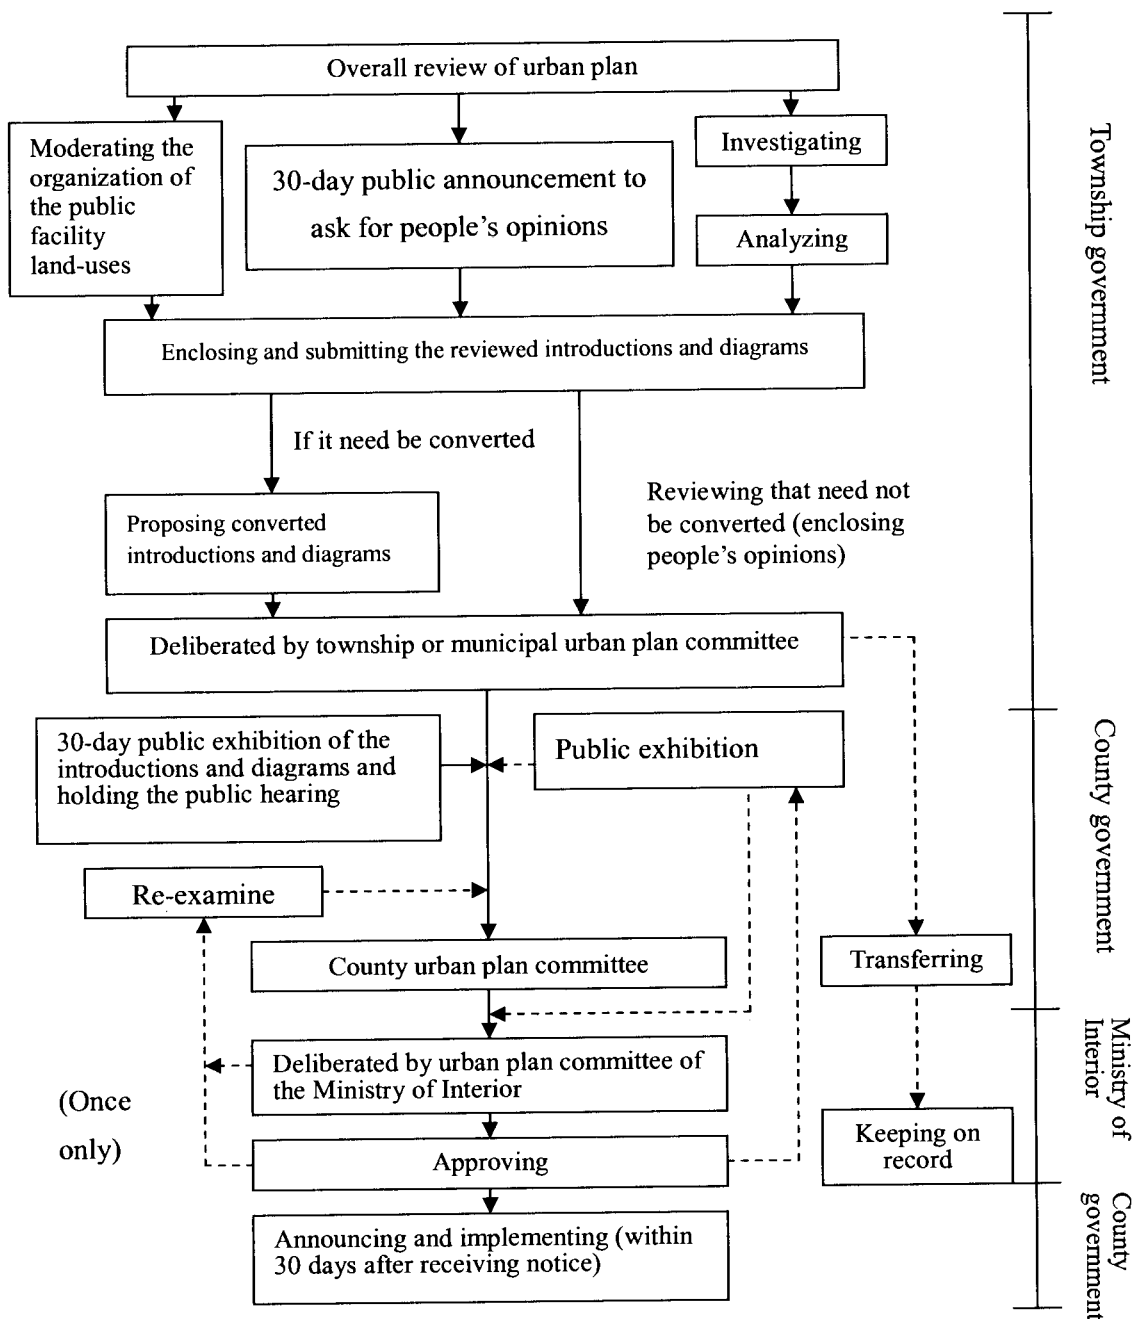 Overall review of urban plan
Moderating the
organization of
the public
facility
land-uses
30-day public announcement to
ask for people's opinions
Investigating
Analyzing
Enclosing and submitting the reviewed introductions and diagrams
If it need be converted
Reviewing that need not
be converted (enclosing
people's opinions)
Proposing converted
introductions and diagrams
Deliberated by township or municipal urban plan committee
30-day public exhibition of the
introductions and diagrams and
holding the public hearing
Public exhibition
Re-examine
County urban plan committee
Transferring
Deliberated by urban plan committee of
the Ministry of Interior
(Once
only)
Approving
Keeping on
record
Announcing and implementing (within
30 days after receiving notice)
Township government
County government
Ministry of
Interior
County
government